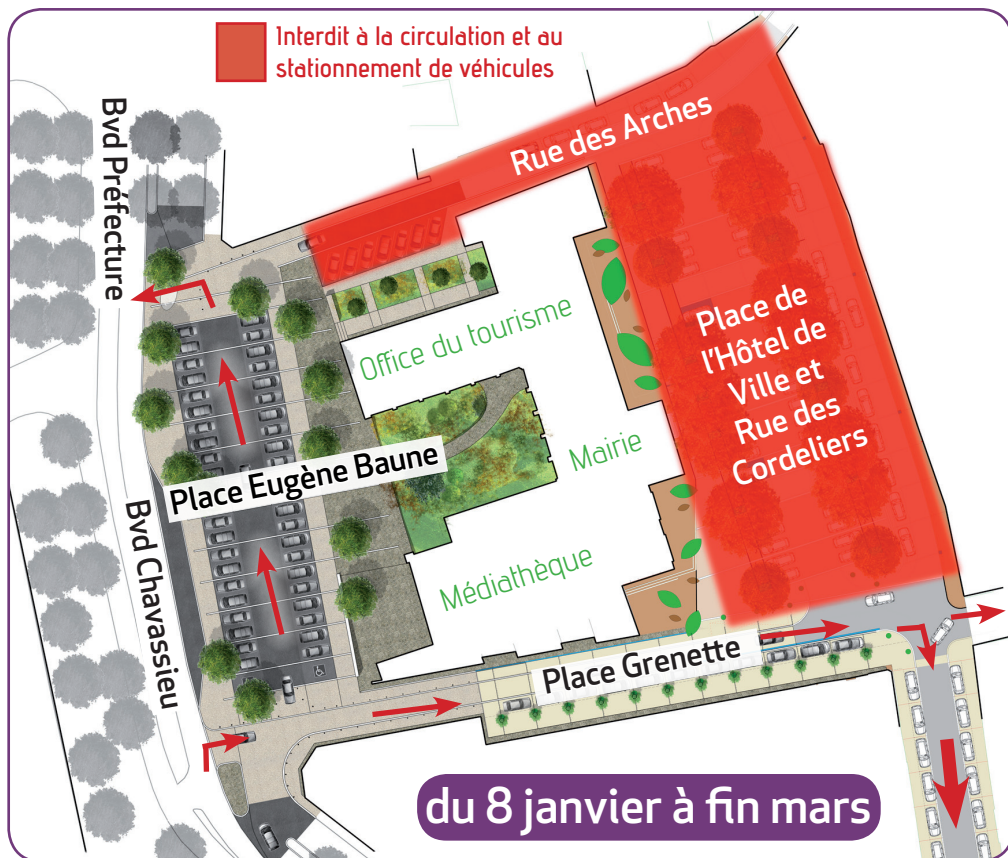 Interdit à la circulation et au
stationnement de véhicules
Bvd Préfecture
Rue des Arches
Office du tourisme
Place de
l'Hôtel de
Ville et
Rue des
Cordeliers
Place Eugène Baune
Mairie
Bvd Chavassieu
Médiathèque
Place Grenette
du 8 janvier à fin mars